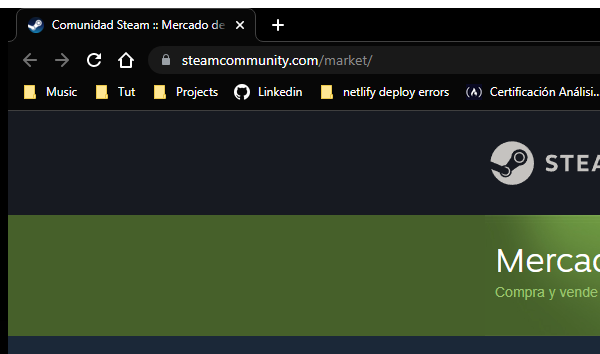 Comunidad Steam :: Mercado de
steamcommunity.com/market/
Music Tut Projects Linkedin netlify deploy errors Certificación Análisi...
STEA
Mercad
Compra y vende